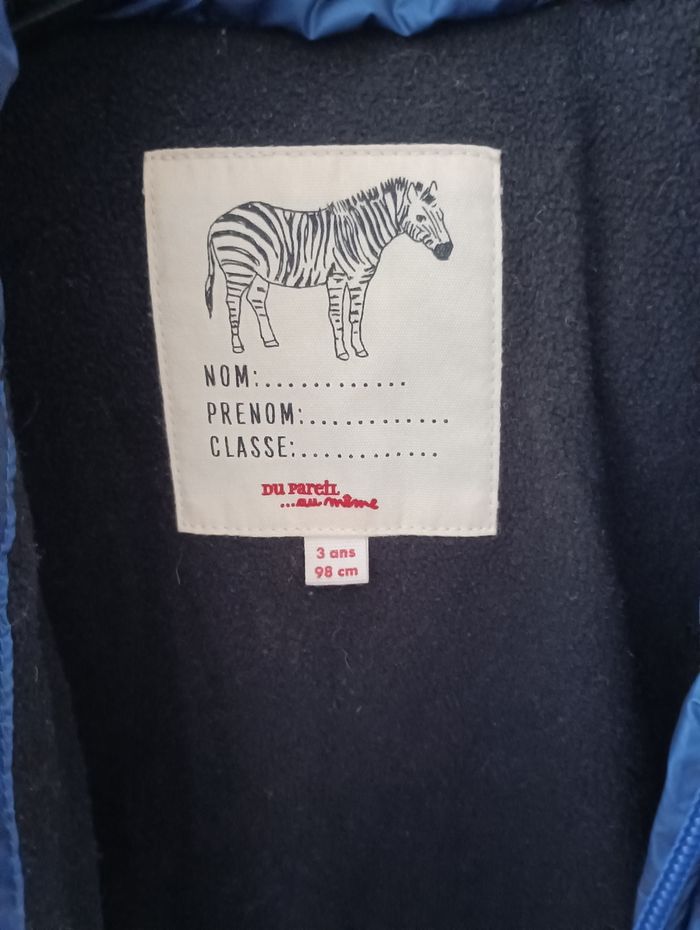 NOM:............
PRENOM:............
CLASSE:............
DU PAREIL
...au même
3 ans
98 cm